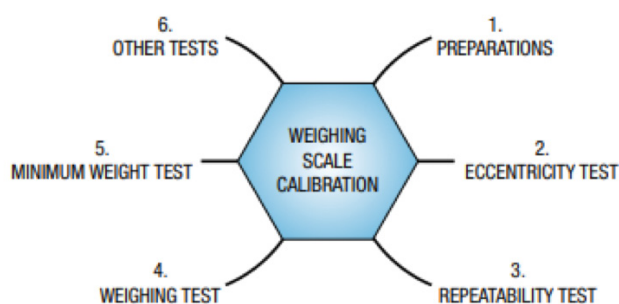 6.
OTHER TESTS
1.
PREPARATIONS
WEIGHING
SCALE
CALIBRATION
5.
MINIMUM WEIGHT TEST
2.
ECCENTRICITY TEST
4.
WEIGHING TEST
3.
REPEATABILITY TEST